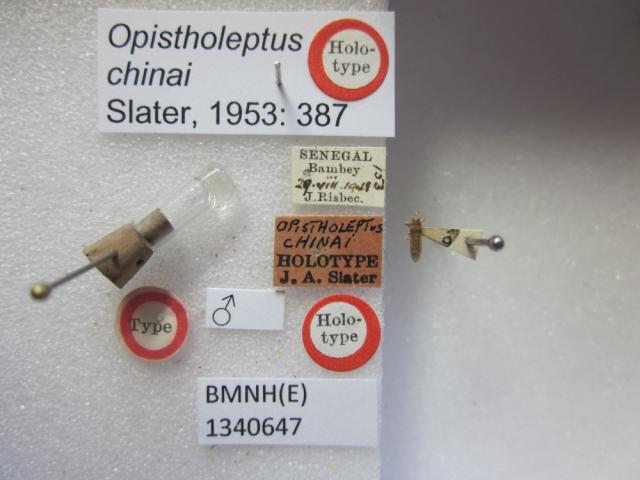 Opistholeptus
chinai
Slater, 1953: 387
Holo-
type
SENEGAL
Bambey
J.Risbec.
OPISTHOLEPTUS
CHINAI
HOLOTYPE
J. A. Slater
Type
♂
Holo-
type
BMNH(E)
1340647